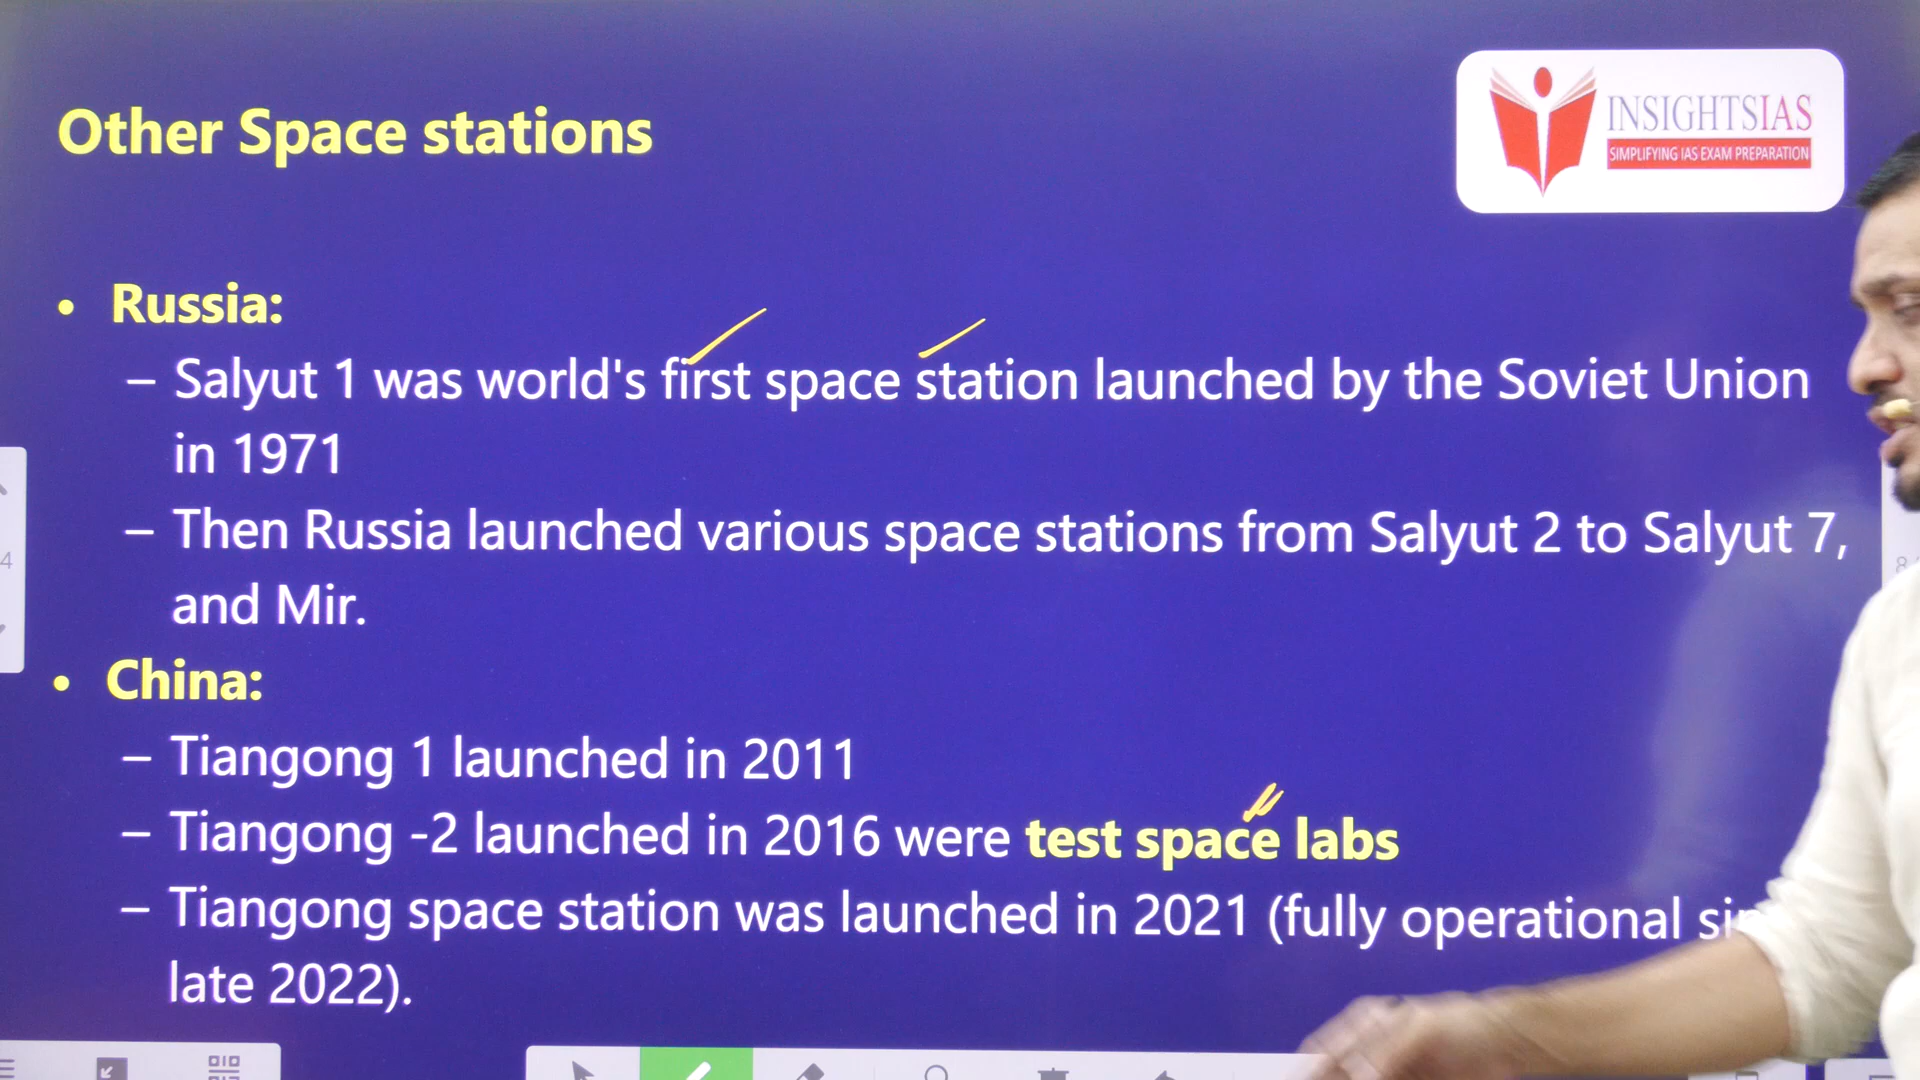 Other Space stations
INSIGHTSIAS
SIMPLIFYING IAS EXAM PREPARATION
• Russia:
– Salyut 1 was world's first space station launched by the Soviet Union
in 1971
– Then Russia launched various space stations from Salyut 2 to Salyut 7,
and Mir.
• China:
– Tiangong 1 launched in 2011
– Tiangong -2 launched in 2016 were test space labs
– Tiangong space station was launched in 2021 (fully operational
late 2022).
4
8